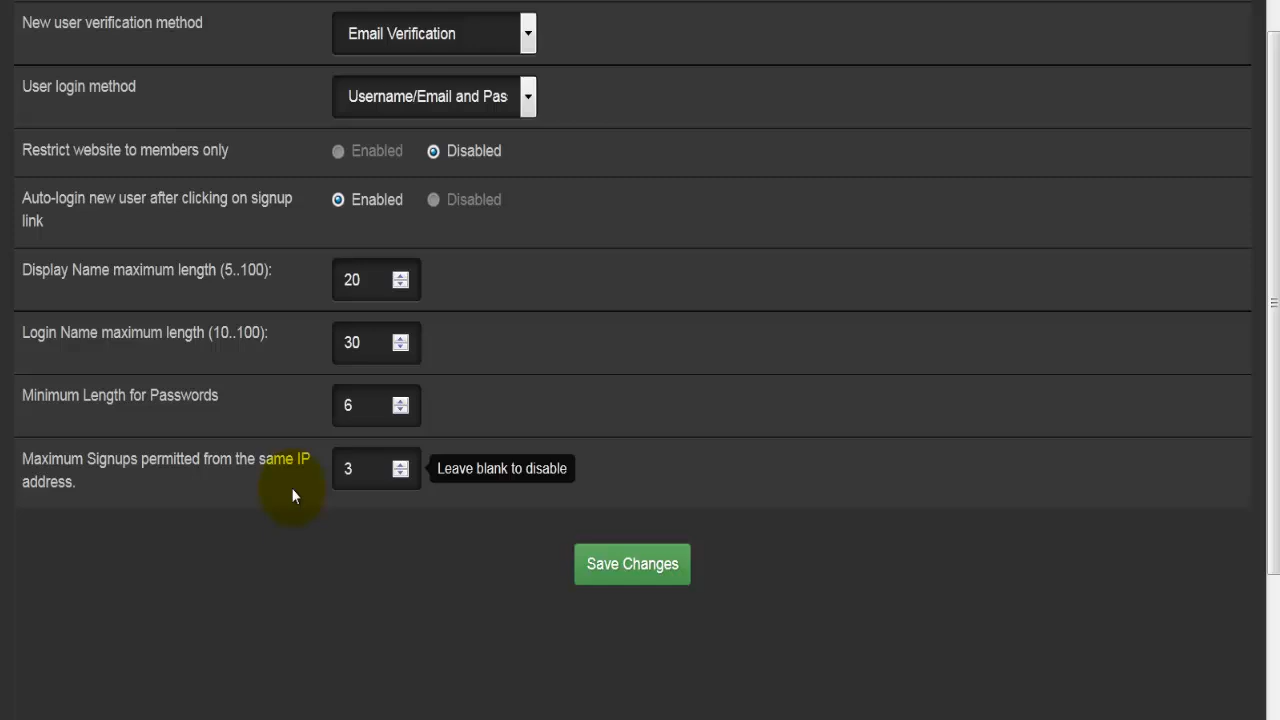 New user verification method
Email Verification
User login method
Username/Email and Pas
Restrict website to members only
Enabled
Disabled
Auto-login new user after clicking on signup
link
Enabled
Disabled
Display Name maximum length (5..100):
20
Login Name maximum length (10..100):
30
Minimum Length for Passwords
6
Maximum Signups permitted from the same IP
address.
3
Leave blank to disable
Save Changes